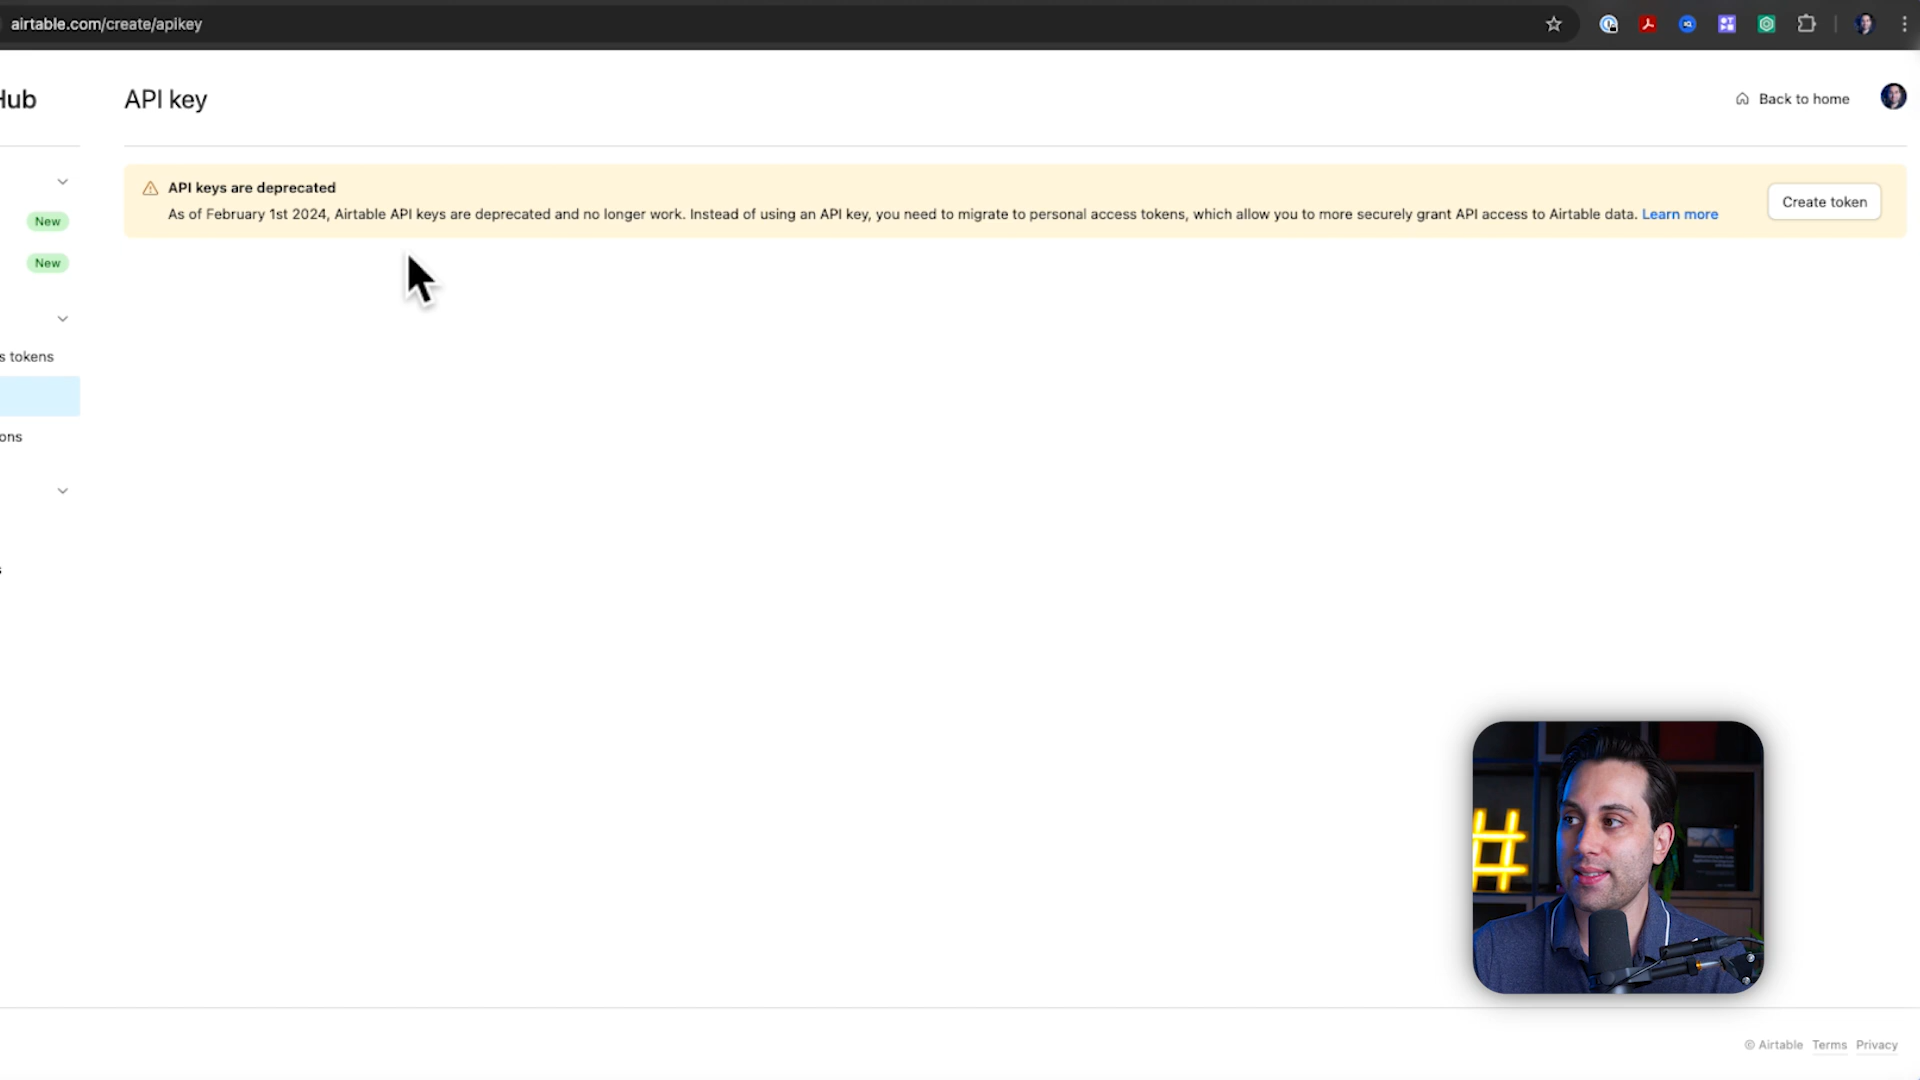 airtable.com/create/apikey
Hub
API key
Back to home
API keys are deprecated
As of February 1st 2024, Airtable API keys are deprecated and no longer work. Instead of using an API key, you need to migrate to personal access tokens, which allow you to more securely grant API access to Airtable data. Learn more
Create token
New
New
s tokens
ons
s
#
© Airtable Terms Privacy